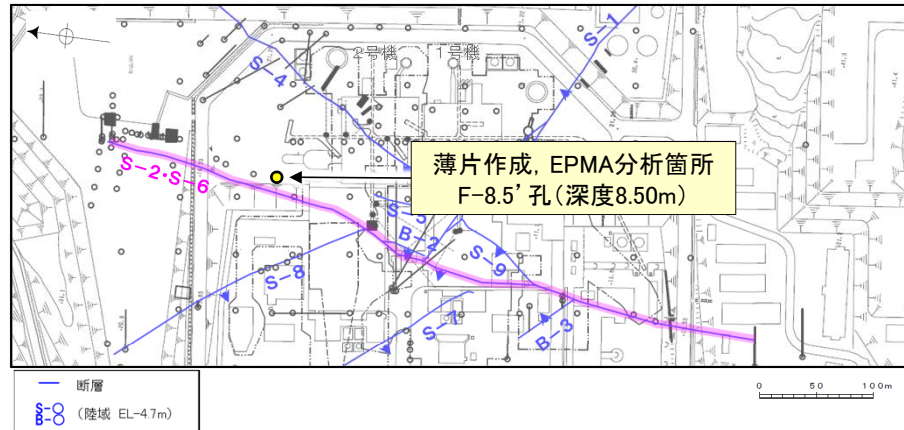 2号機
1号機
S-1
S-4
薄片作成, EPMA分析箇所
F-8.5’孔(深度8.50m)
S-2・S-6
S-5
B-2
S-9
S-8
S-7
B-3
断層
S-○
B-○
(陸域 EL-4.7m)
0 50 100m